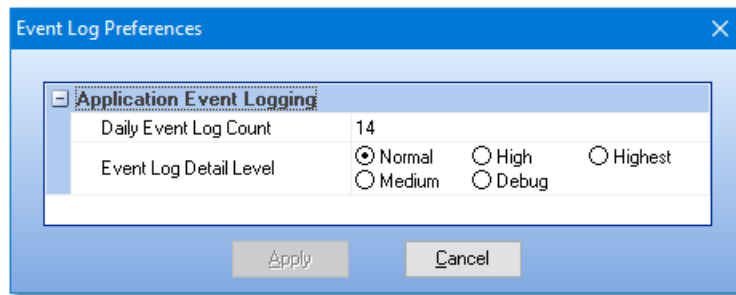 Event Log Preferences
Application Event Logging
Daily Event Log Count 14
Event Log Detail Level Normal High Highest
Medium Debug
Apply Cancel